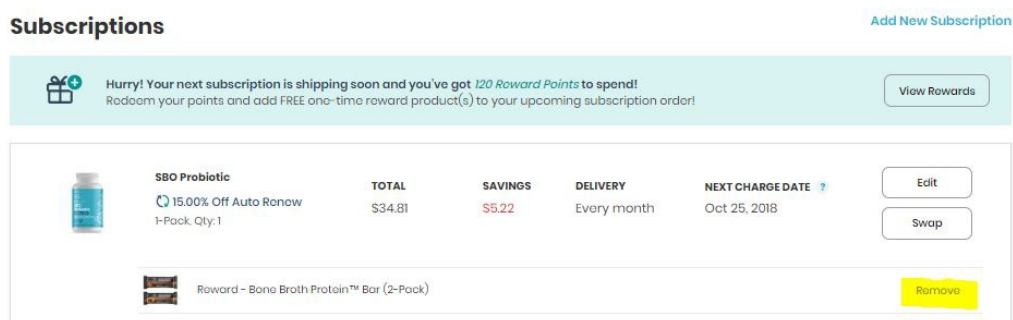 Subscriptions
Add New Subscription
Hurry! Your next subscription is shipping soon and you've got 120 Reward Points to spend!
Redeem your points and add FREE one-time reward product(s) to your upcoming subscription order!
View Rewards
SBO Probiotic
15.00% Off Auto Renew
1-Pack, Qty: 1
TOTAL
$34.81
SAVINGS
$5.22
DELIVERY
Every month
NEXT CHARGE DATE ?
Oct 25, 2018
Edit
Swap
Reward - Bone Broth Protein™ Bar (2-Pack)
Remove